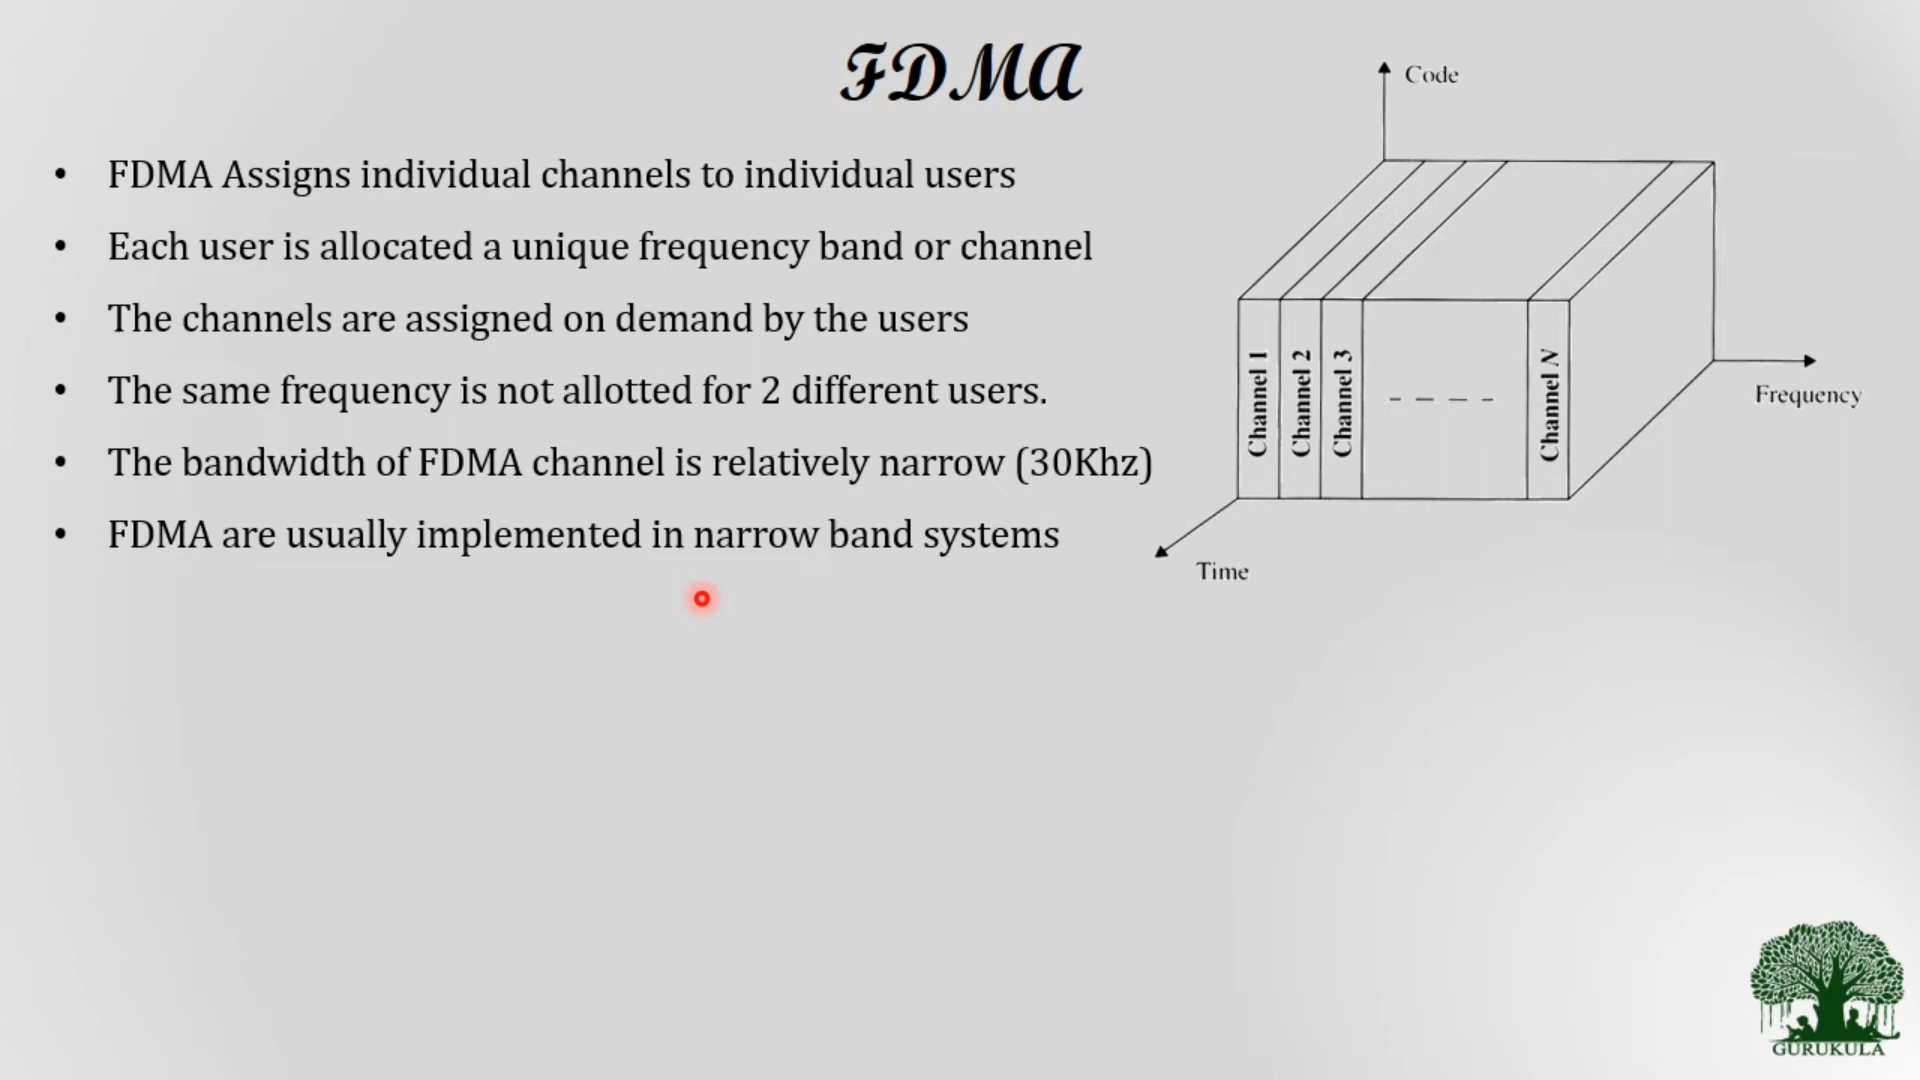 FDMA
• FDMA Assigns individual channels to individual users
• Each user is allocated a unique frequency band or channel
• The channels are assigned on demand by the users
• The same frequency is not allotted for 2 different users.
• The bandwidth of FDMA channel is relatively narrow (30Khz)
• FDMA are usually implemented in narrow band systems
Code
Channel 1
Channel 2
Channel 3
Channel N
Frequency
Time
GURUKULA